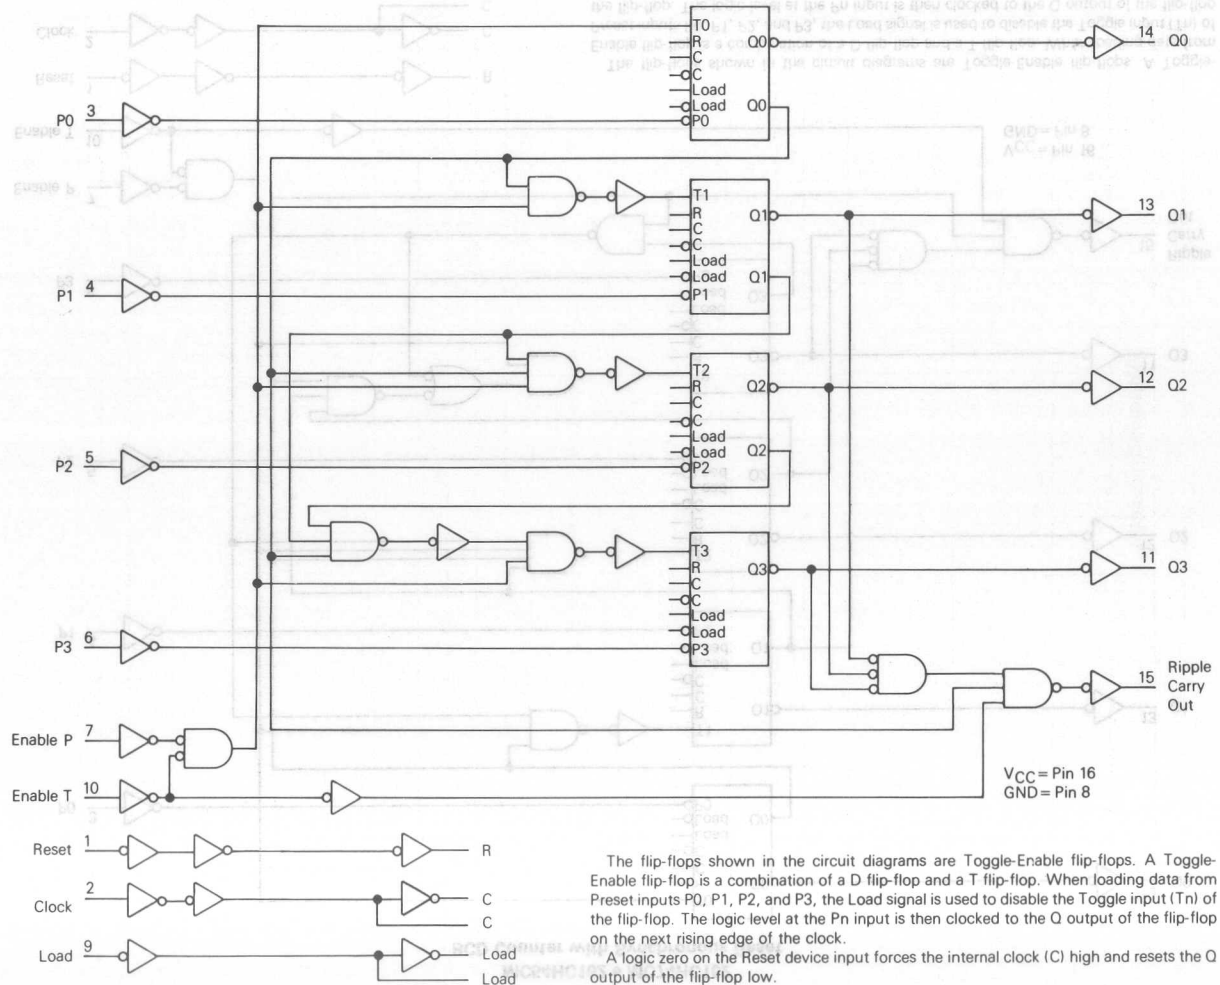 T0
R
C
C
Load
Load
P0
Q0
Q0
14
Q0
P0
3
T1
R
C
C
Load
Load
P1
Q1
Q1
13
Q1
P1
4
T2
R
C
C
Load
Load
P2
Q2
Q2
12
Q2
P2
5
T3
R
C
C
Load
Load
P3
Q3
11
Q3
P3
6
15
Ripple
Carry
Out
Enable P
7
Enable T
10
VCC = Pin 16
GND = Pin 8
Reset
1
R
Clock
2
C
C
Load
9
Load
Load
The flip-flops shown in the circuit diagrams are Toggle-Enable flip-flops. A Toggle-
Enable flip-flop is a combination of a D flip-flop and a T flip-flop. When loading data from
Preset inputs P0, P1, P2, and P3, the Load signal is used to disable the Toggle input (Tn) of
the flip-flop. The logic level at the Pn input is then clocked to the Q output of the flip-flop
on the next rising edge of the clock.
A logic zero on the Reset device input forces the internal clock (C) high and resets the Q
output of the flip-flop low.